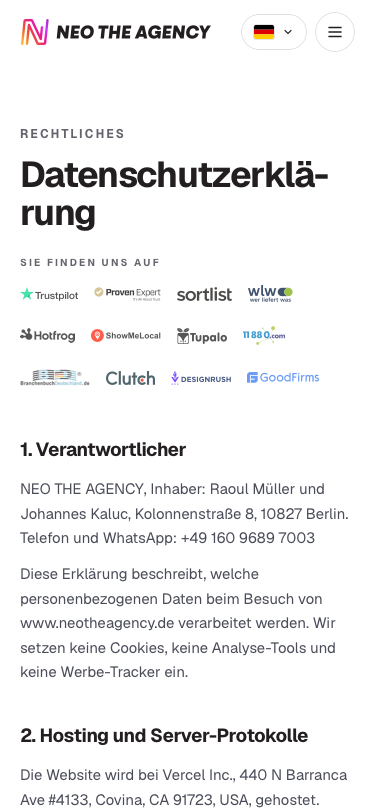 NEO THE AGENCY
RECHTLICHES
Datenschutzerklä-
rung
SIE FINDEN UNS AUF
Trustpilot
Proven Expert
sortlist
wlw
wer liefert was
Hotfrog
ShowMeLocal
Tupalo
11880.com
BranchenbuchDeutschland.de
Clutch
DESIGNRUSH
GoodFirms
1. Verantwortlicher
NEO THE AGENCY, Inhaber: Raoul Müller und
Johannes Kaluc, Kolonnenstraße 8, 10827 Berlin.
Telefon und WhatsApp: +49 160 9689 7003
Diese Erklärung beschreibt, welche
personenbezogenen Daten beim Besuch von
www.neotheagency.de verarbeitet werden. Wir
setzen keine Cookies, keine Analyse-Tools und
keine Werbe-Tracker ein.
2. Hosting und Server-Protokolle
Die Website wird bei Vercel Inc., 440 N Barranca
Ave #4133, Covina, CA 91723, USA, gehostet.